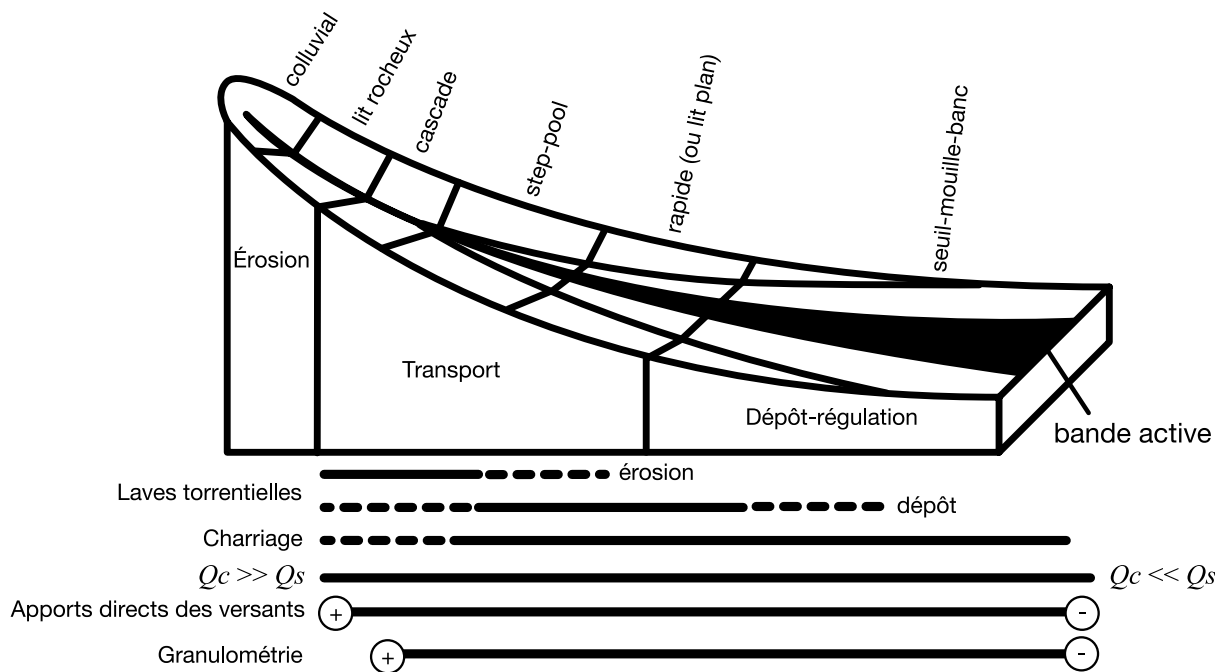 colluvial
lit rocheux
cascade
step-pool
rapide (ou lit plan)
seuil-mouille-banc
Érosion
Transport
Dépôt-régulation
bande active
érosion
Laves torrentielles
dépôt
Charriage
Qc >> Qs
Qc << Qs
Apports directs des versants
+
-
Granulométrie
+
-